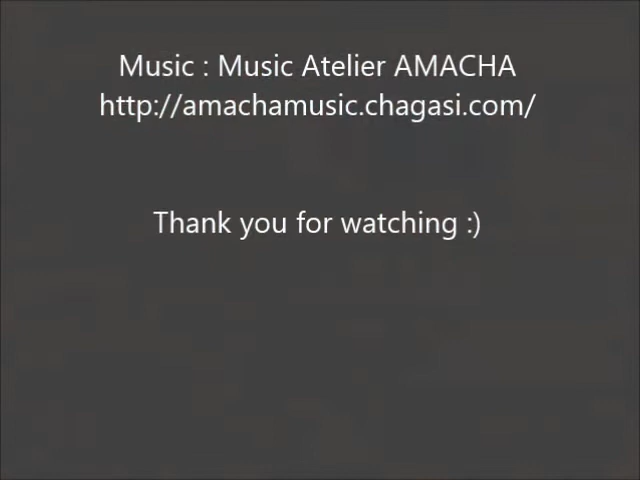 Music : Music Atelier AMACHA
http://amachamusic.chagasi.com/
Thank you for watching :)